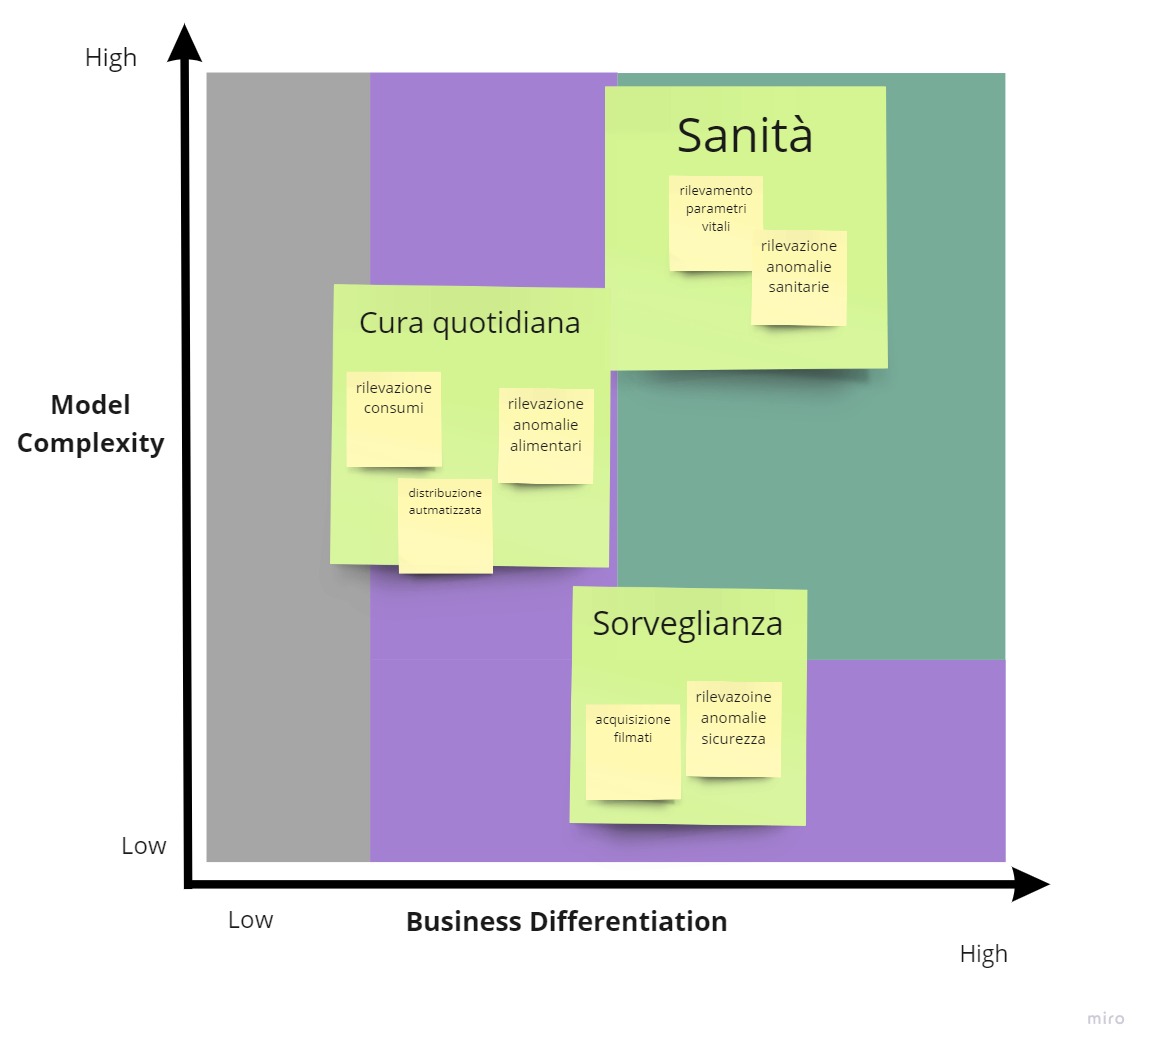 High
Sanità
rilevamento
parametri
vitali
rilevazione
anomalie
sanitarie
Cura quotidiana
rilevazione
consumi
rilevazione
anomalie
alimentari
distribuzione
autmatizzata
Model
Complexity
Sorveglianza
acquisizione
filmati
rilevazoine
anomalie
sicurezza
Low
Low
Business Differentiation
High
miro